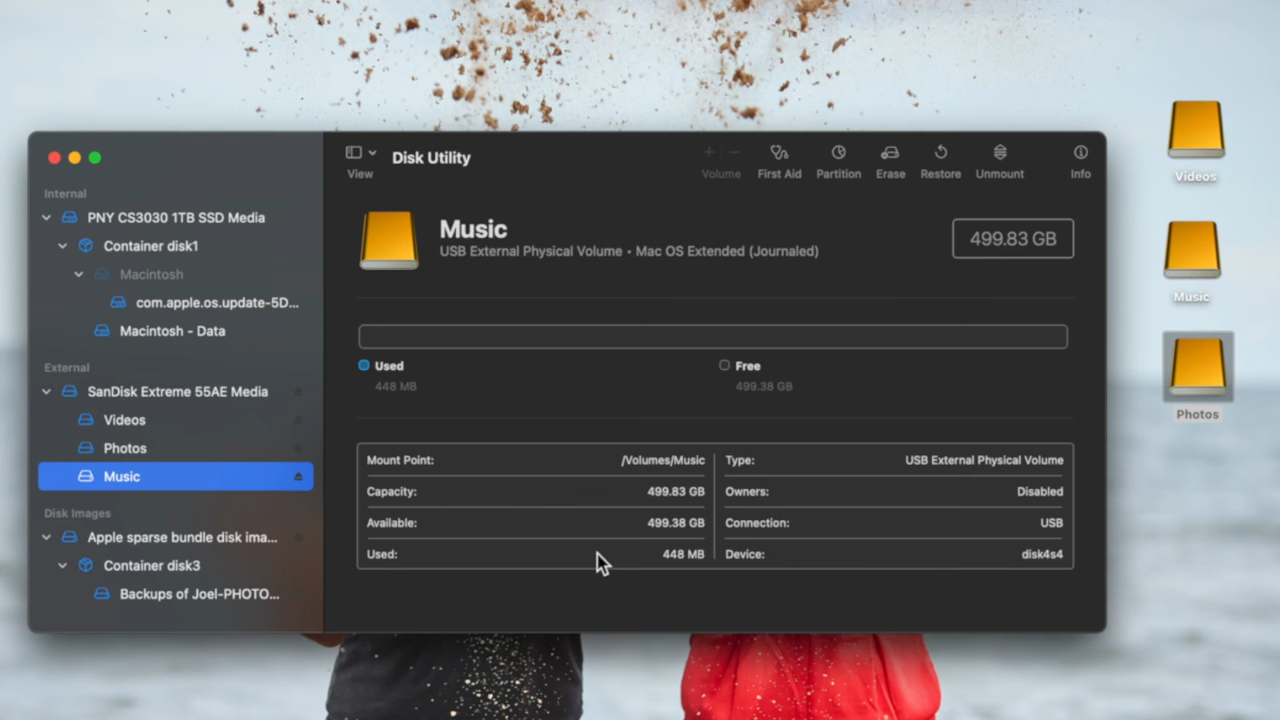 Disk Utility
View
Volume
First Aid
Partition
Erase
Restore
Unmount
Info
Internal
PNY CS3030 1TB SSD Media
Container disk1
Macintosh
com.apple.os.update-5D...
Macintosh - Data
External
SanDisk Extreme 55AE Media
Videos
Photos
Music
Disk Images
Apple sparse bundle disk ima...
Container disk3
Backups of Joel-PHOTO...
Music
USB External Physical Volume • Mac OS Extended (Journaled)
499.83 GB
Used
448 MB
Free
499.38 GB
Mount Point: /Volumes/Music
Capacity: 499.83 GB
Available: 499.38 GB
Used: 448 MB
Type: USB External Physical Volume
Owners: Disabled
Connection: USB
Device: disk4s4
Videos
Music
Photos